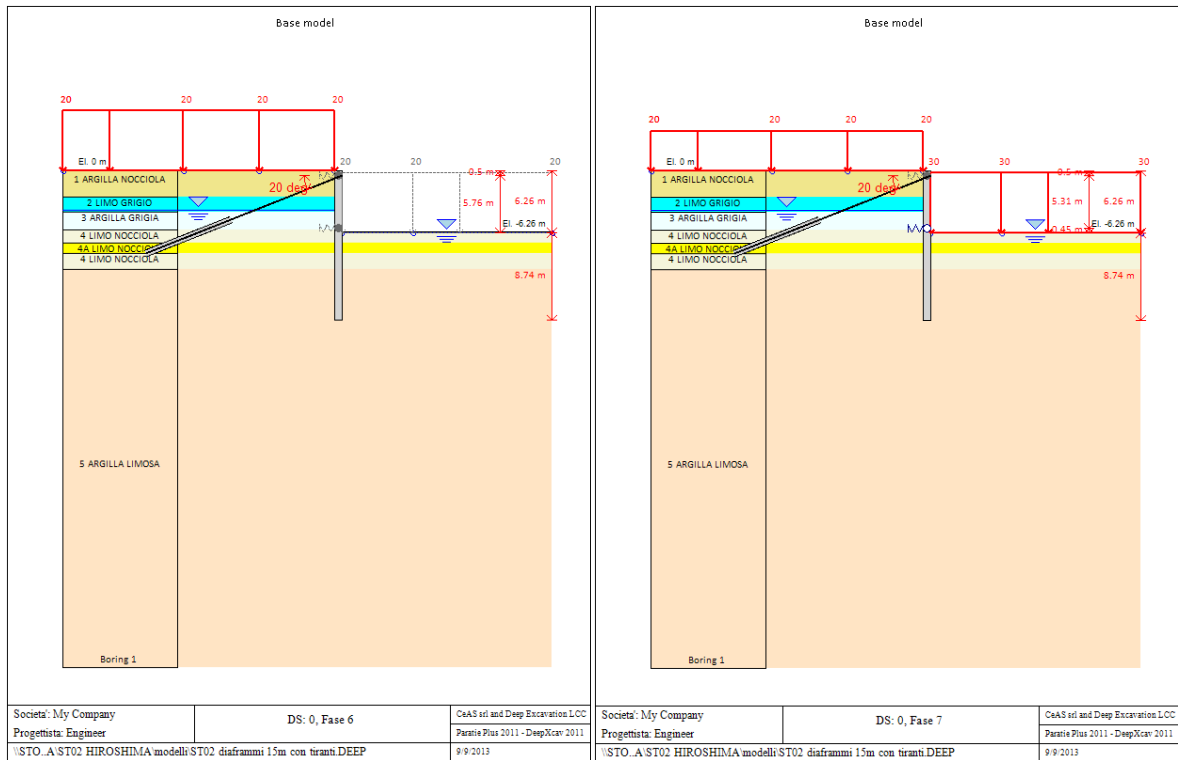 Base model
20 20 20 20
El. 0 m
20 20 20
1 ARGILLA NOCCIOLA
20 deg
0.5 m
2 LIMO GRIGIO
5.76 m 6.26 m
3 ARGILLA GRIGIA
El. -6.26 m
4 LIMO NOCCIOLA
4A LIMO NOCCIOLA
4 LIMO NOCCIOLA
8.74 m
5 ARGILLA LIMOSA
Boring 1
Societa': My Company
Progettista: Engineer
DS: 0, Fase 6
CeAS srl and Deep Excavation LCC
Paratie Plus 2011 - DeepXcav 2011
\\STO..A\ST02 HIROSHIMA\modelli\ST02 diaframmi 15m con tiranti.DEEP
9/9/2013
Base model
20 20 20 20
El. 0 m
30 30 30
1 ARGILLA NOCCIOLA
20 deg
0.5 m
2 LIMO GRIGIO
5.31 m 6.26 m
3 ARGILLA GRIGIA
0.45 m
El. -6.26 m
4 LIMO NOCCIOLA
4A LIMO NOCCIOLA
4 LIMO NOCCIOLA
8.74 m
5 ARGILLA LIMOSA
Boring 1
Societa': My Company
Progettista: Engineer
DS: 0, Fase 7
CeAS srl and Deep Excavation LCC
Paratie Plus 2011 - DeepXcav 2011
\\STO..A\ST02 HIROSHIMA\modelli\ST02 diaframmi 15m con tiranti.DEEP
9/9/2013